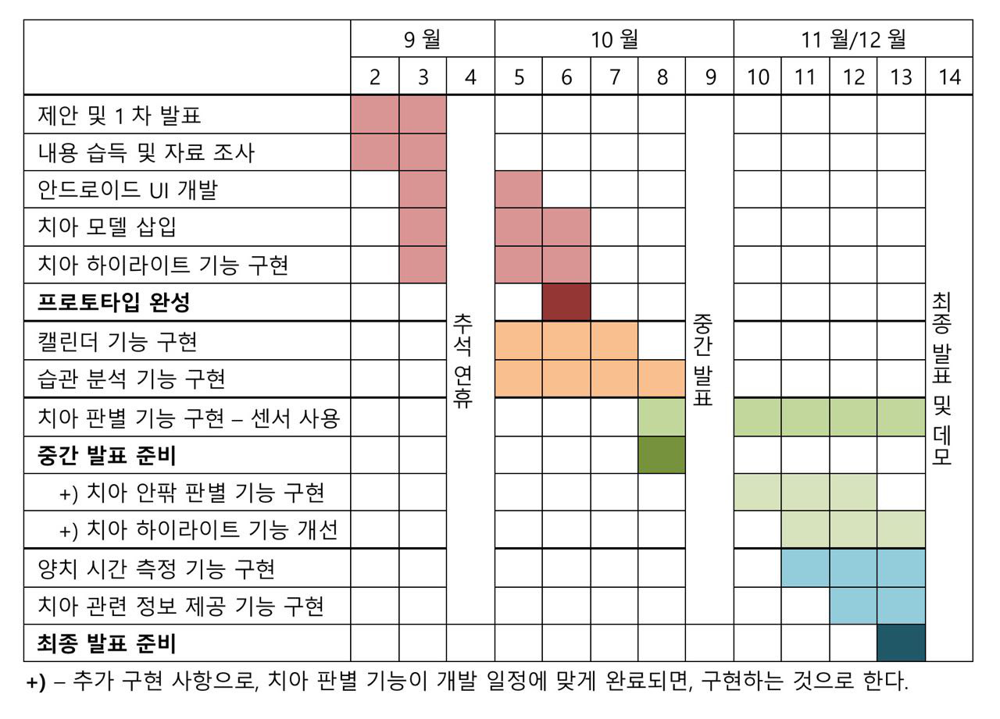 9 월 10 월 11 월/12 월
2 3 4 5 6 7 8 9 10 11 12 13 14
제안 및 1 차 발표
내용 습득 및 자료 조사
안드로이드 UI 개발
치아 모델 삽입
치아 하이라이트 기능 구현
프로토타입 완성
캘린더 기능 구현
습관 분석 기능 구현
치아 판별 기능 구현 – 센서 사용
중간 발표 준비
+) 치아 안팎 판별 기능 구현
+) 치아 하이라이트 기능 개선
양치 시간 측정 기능 구현
치아 관련 정보 제공 기능 구현
최종 발표 준비
추석 연휴
중간 발표
최종 발표 및 데모
+) – 추가 구현 사항으로, 치아 판별 기능이 개발 일정에 맞게 완료되면, 구현하는 것으로 한다.